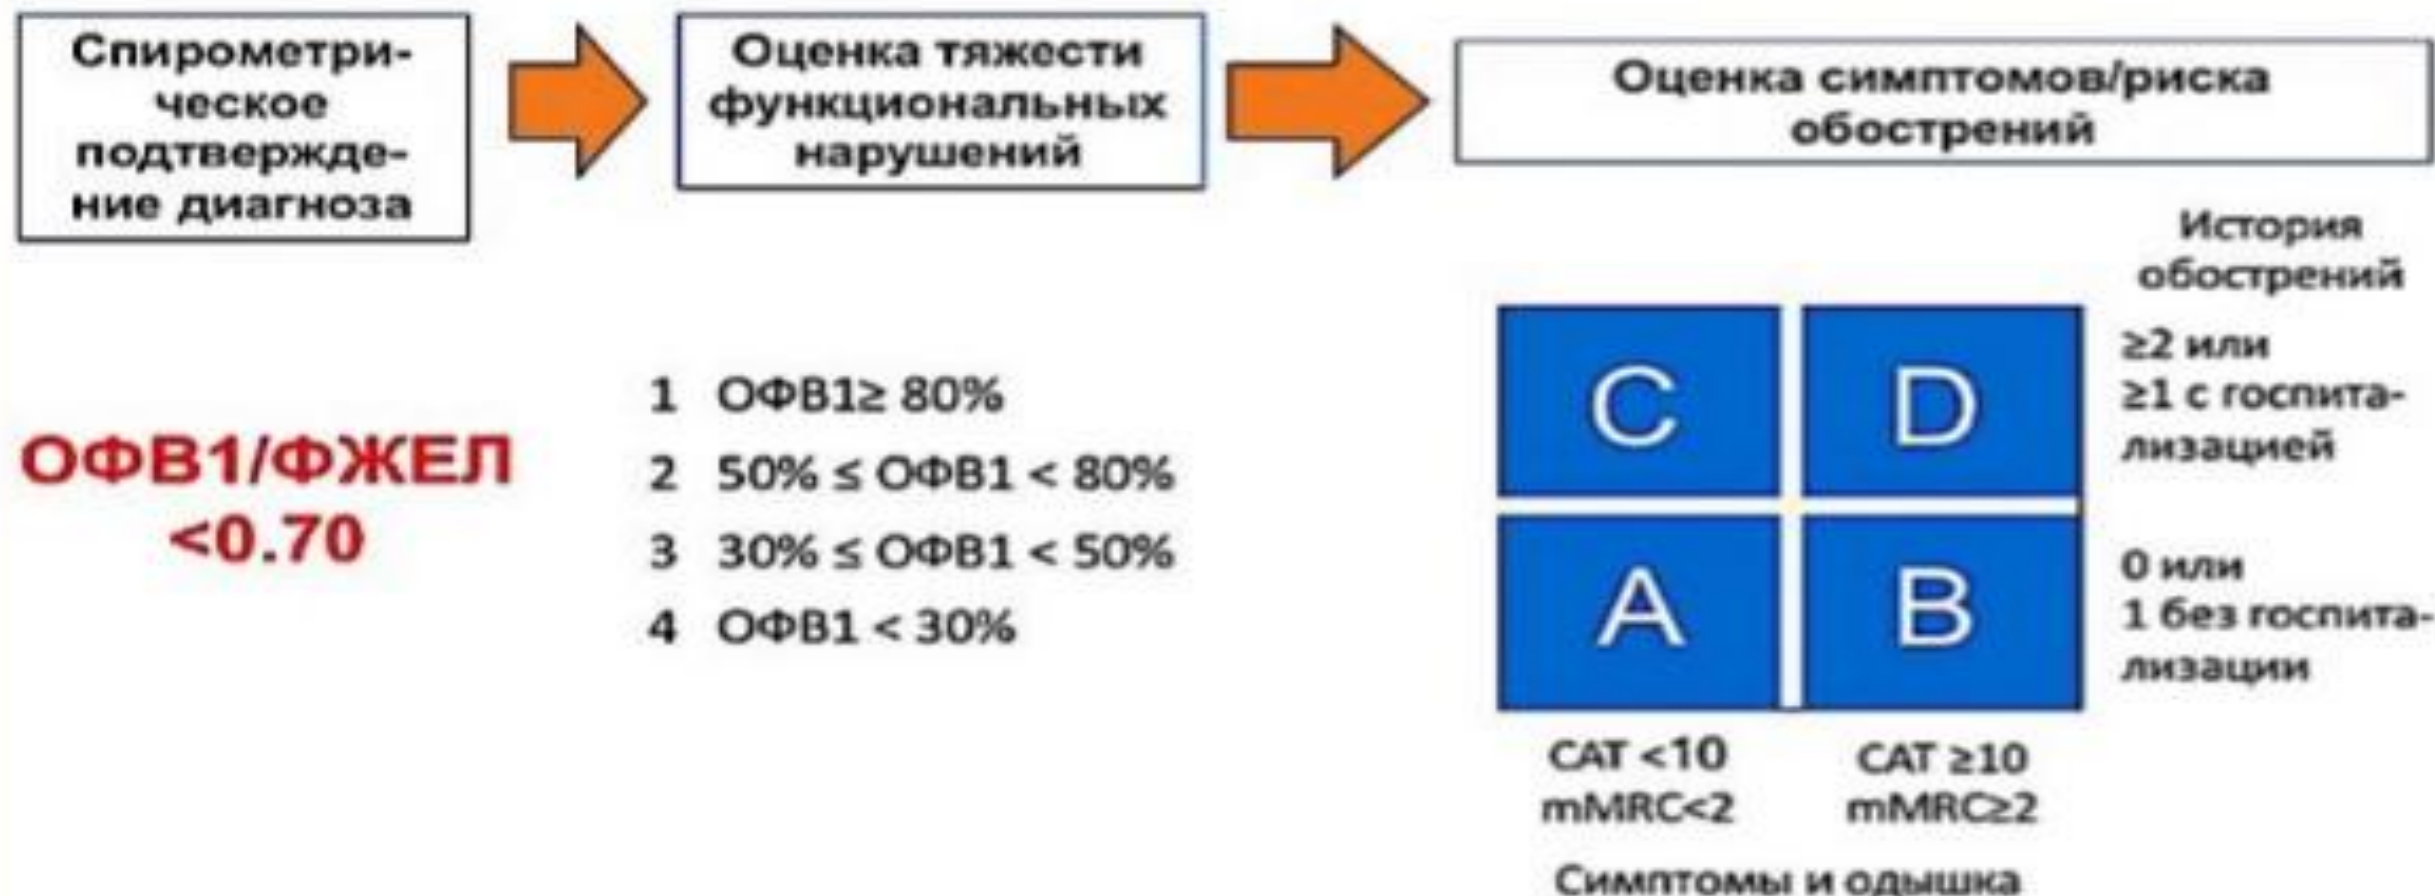 Спирометри-
ческое
подтвержде-
ние диагноза
Оценка тяжести
функциональных
нарушений
Оценка симптомов/риска
обострений
ОФВ1/ФЖЕЛ
<0.70
1 ОФВ1≥ 80%
2 50% ≤ ОФВ1 < 80%
3 30% ≤ ОФВ1 < 50%
4 ОФВ1 < 30%
История
обострений
C D
≥2 или
≥1 с госпита-
лизацией
A B
0 или
1 без госпита-
лизации
CAT <10
mMRC<2
CAT ≥10
mMRC≥2
Симптомы и одышка